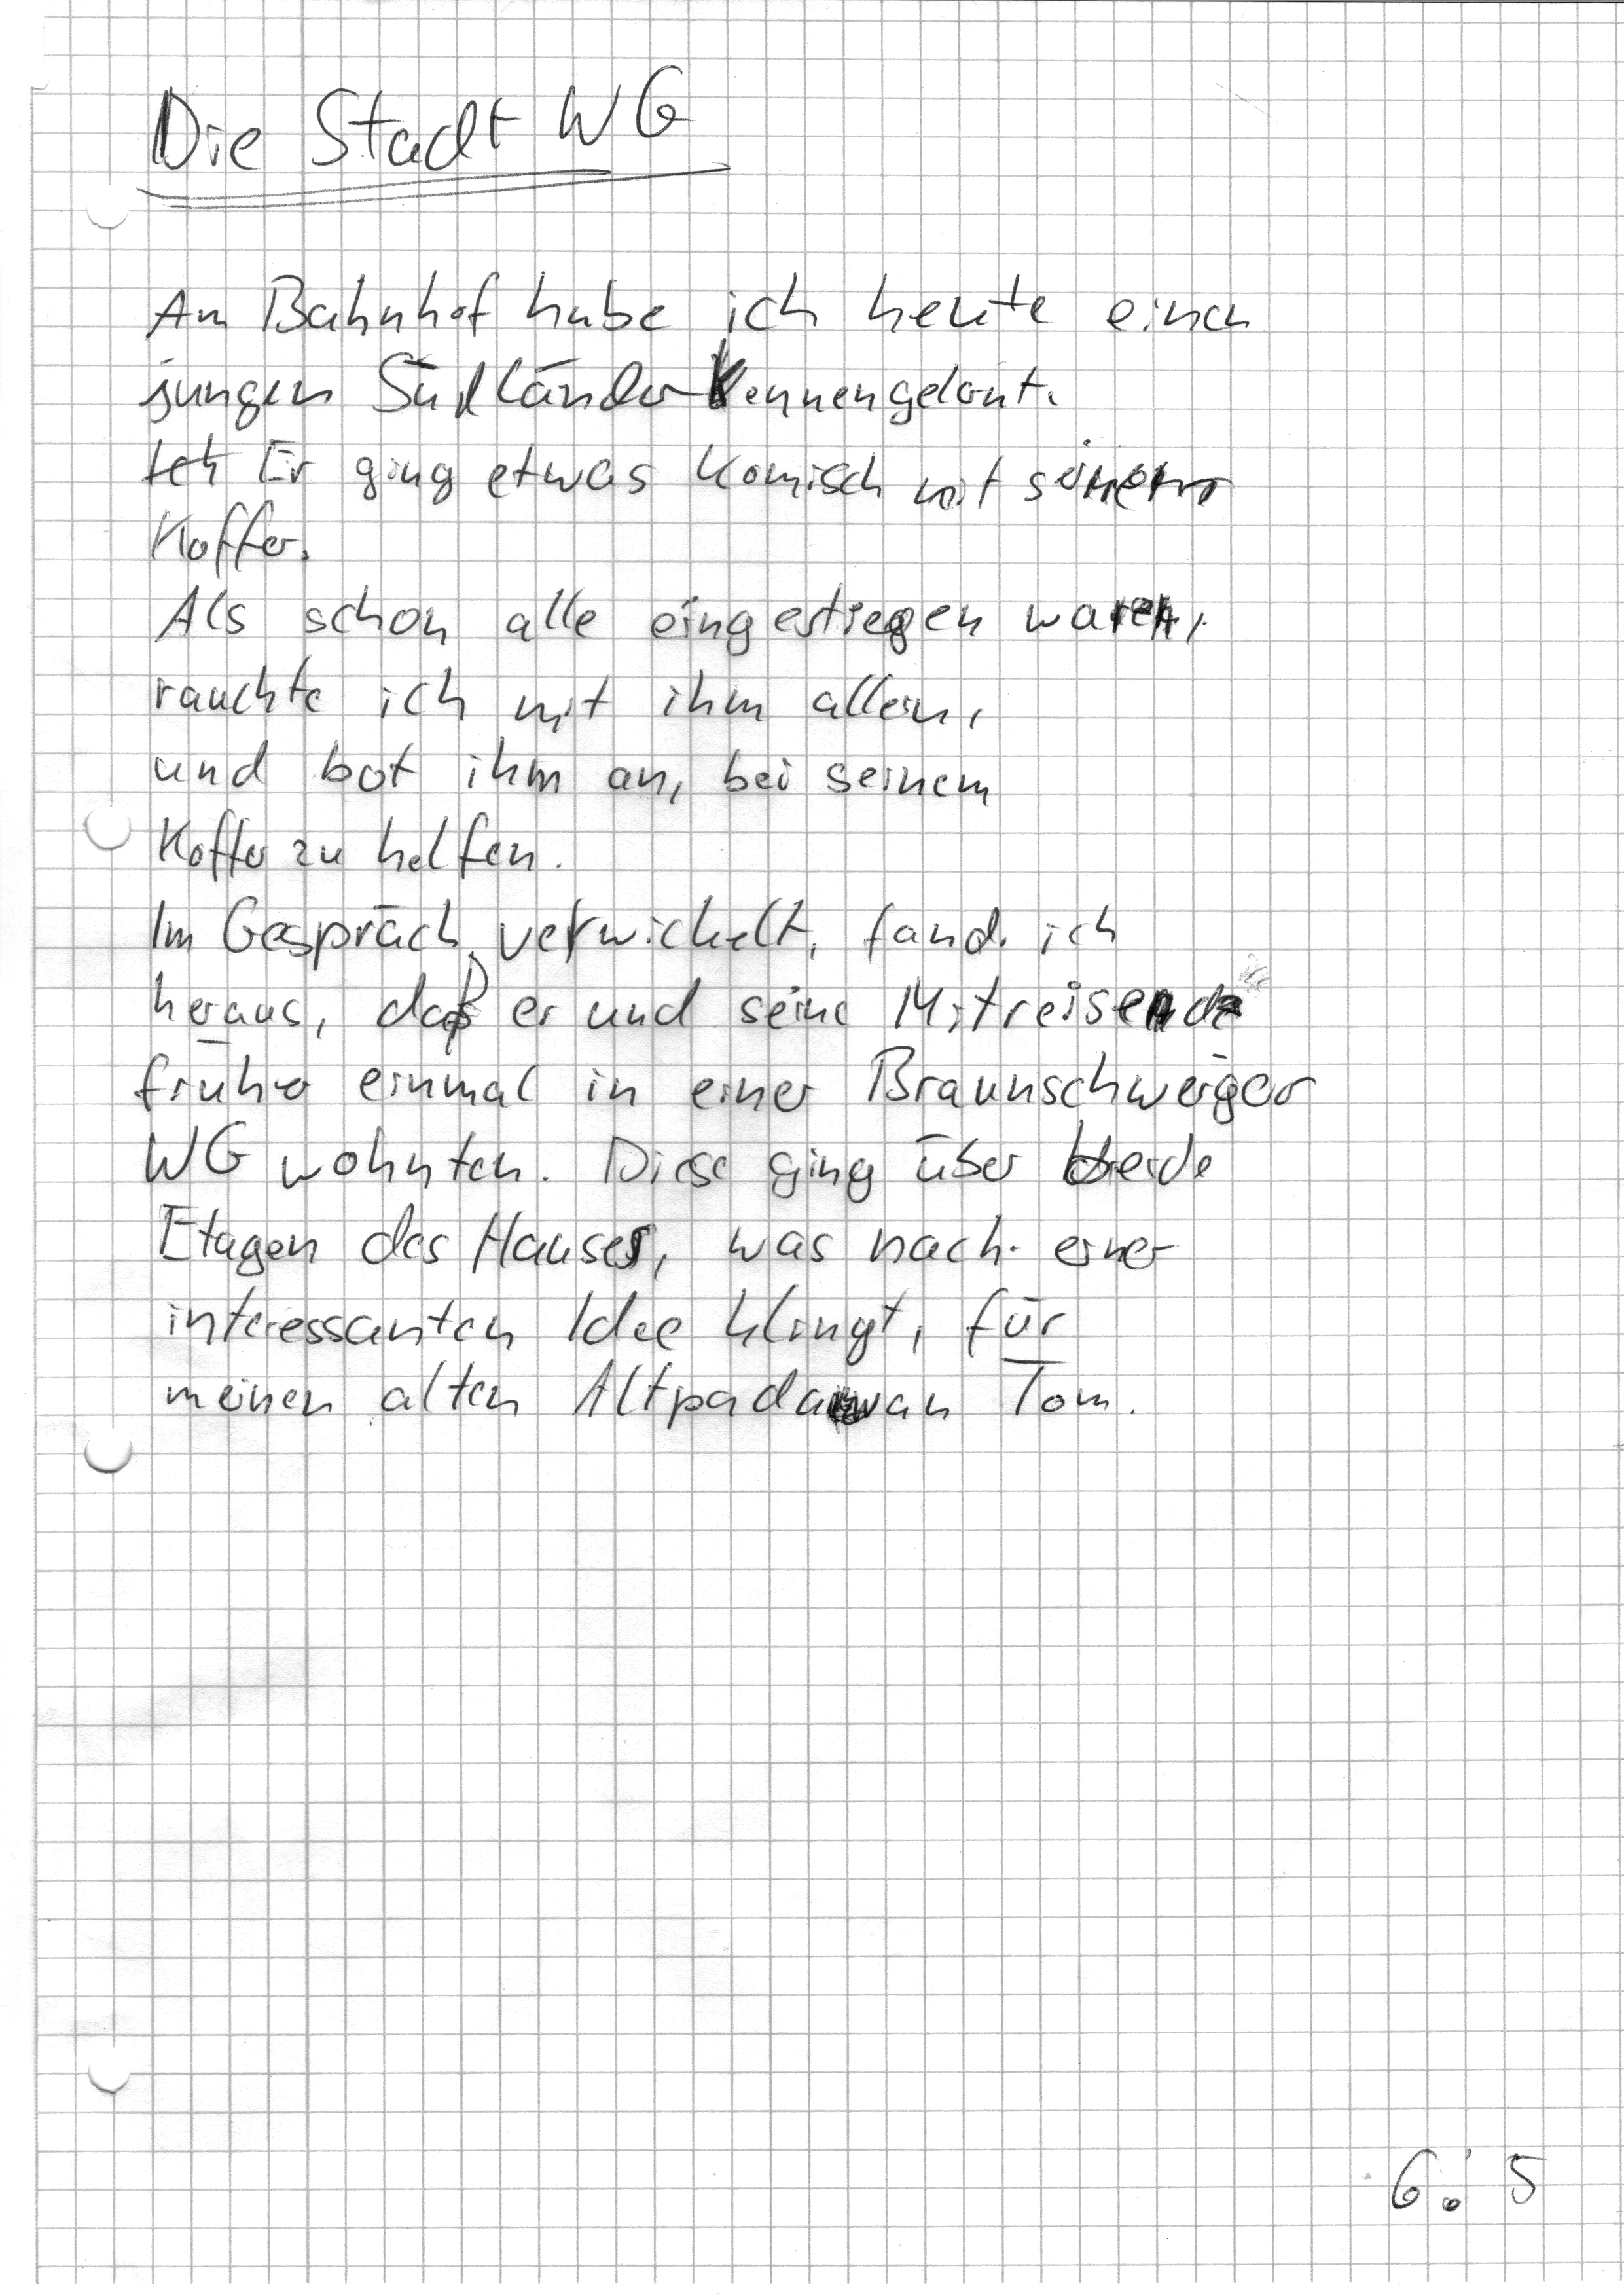 Die Stadt WG
Am Bahnhof habe ich heute einen
jungen Südländer kennengelernt.
Ich Er ging etwas komisch mit seinem
Koffer.
Als schon alle eingestiegen waren,
rauchte ich mit ihm allein,
und bot ihm an, bei seinem
Koffer zu helfen.
Im Gespräch verwickelt, fand ich
heraus, daß er und seine Mitreisende
früher einmal in einer Braunschweiger
WG wohnten. Diese ging über beide
Etagen des Hauses, was nach einer
interessanten Idee klingt, für
meinen alten Altpadawan Tom.
G: 5